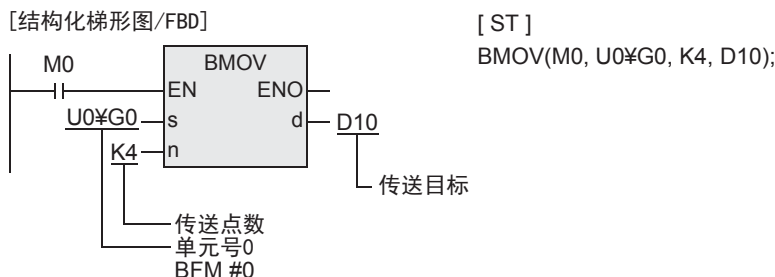 [结构化梯形图/FBD]
[ ST ]
BMOV(M0, U0¥G0, K4, D10);
M0
BMOV
EN
ENO
U0¥G0
s
d
D10
K4
n
传送目标
传送点数
单元号0
BFM #0